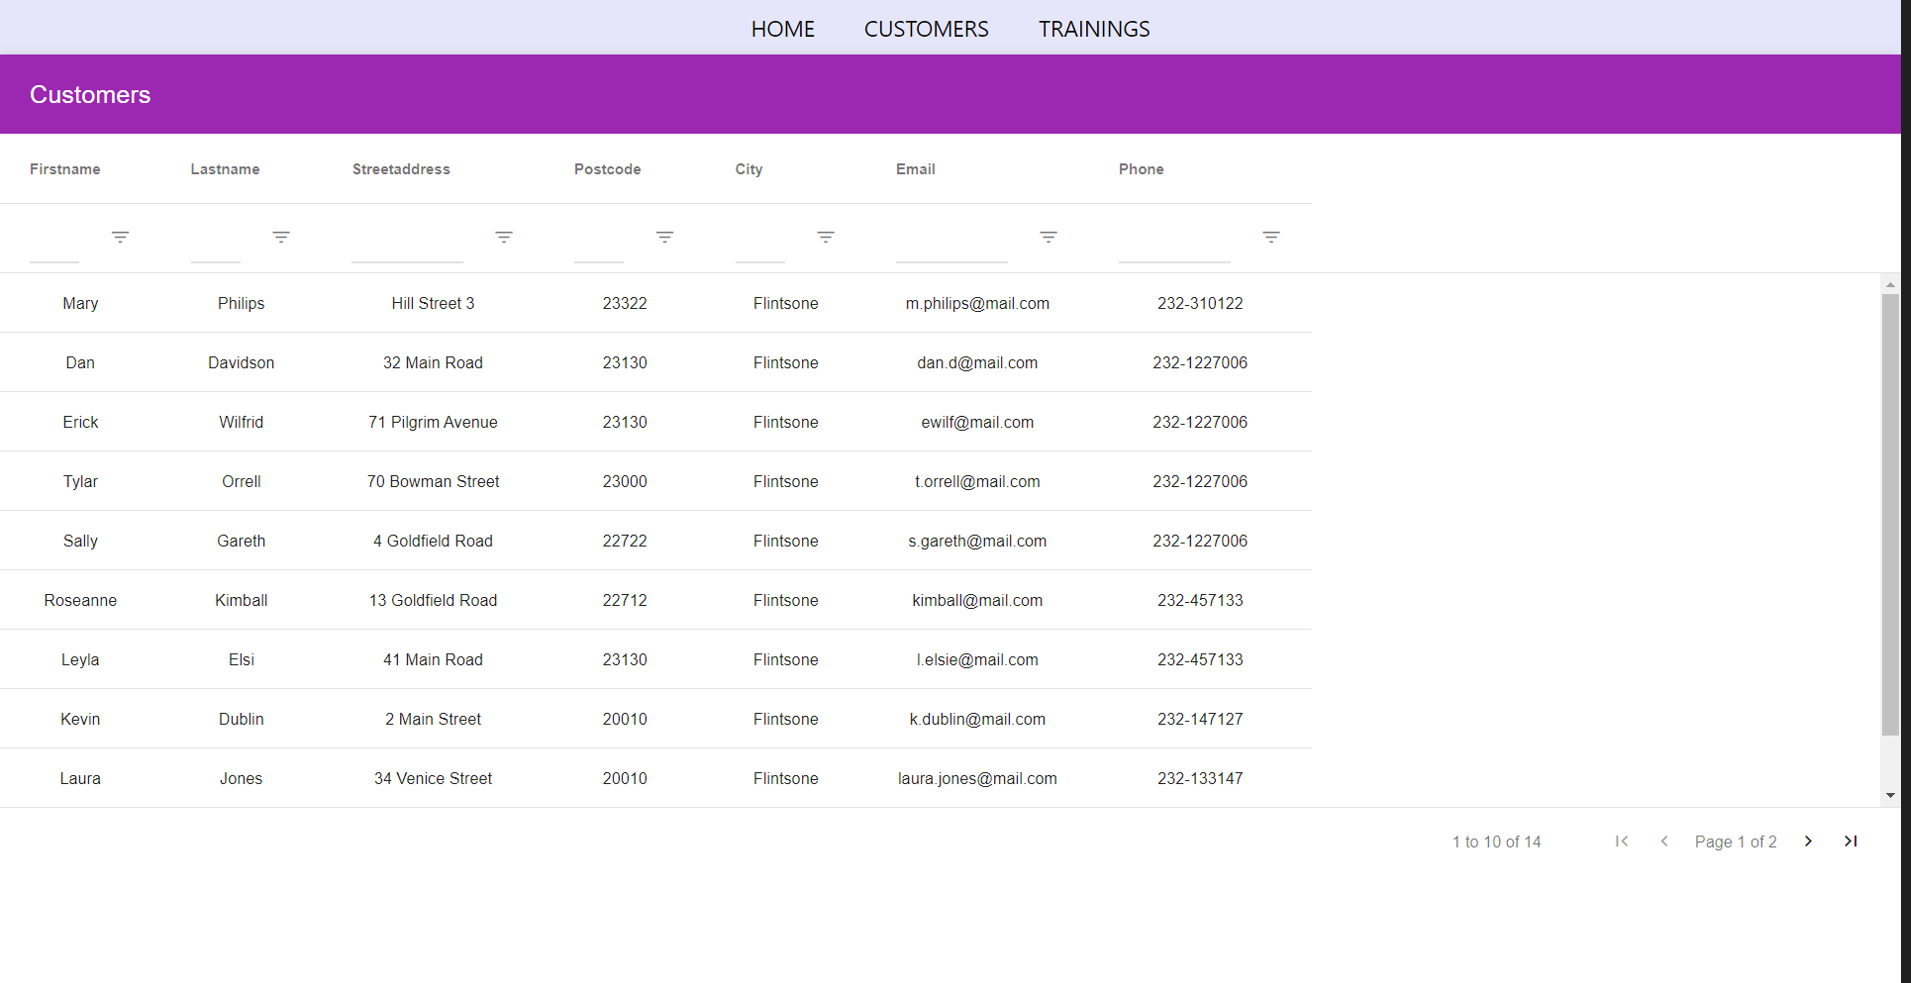 HOME CUSTOMERS TRAININGS
Customers
Firstname Lastname Streetaddress Postcode City Email Phone
Mary Philips Hill Street 3 23322 Flintsone m.philips@mail.com 232-310122
Dan Davidson 32 Main Road 23130 Flintsone dan.d@mail.com 232-1227006
Erick Wilfrid 71 Pilgrim Avenue 23130 Flintsone ewilf@mail.com 232-1227006
Tylar Orrell 70 Bowman Street 23000 Flintsone t.orrell@mail.com 232-1227006
Sally Gareth 4 Goldfield Road 22722 Flintsone s.gareth@mail.com 232-1227006
Roseanne Kimball 13 Goldfield Road 22712 Flintsone kimball@mail.com 232-457133
Leyla Elsi 41 Main Road 23130 Flintsone l.elsie@mail.com 232-457133
Kevin Dublin 2 Main Street 20010 Flintsone k.dublin@mail.com 232-147127
Laura Jones 34 Venice Street 20010 Flintsone laura.jones@mail.com 232-133147
1 to 10 of 14 Page 1 of 2